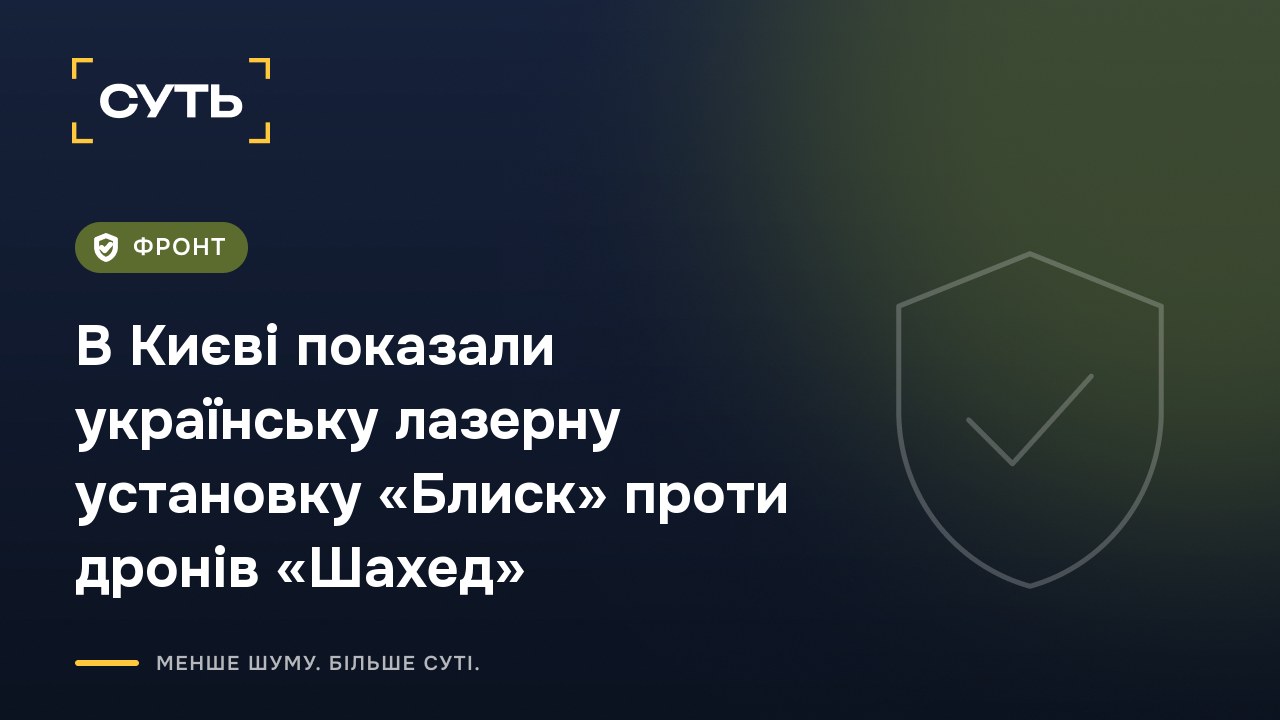 СУТЬ
ФРОНТ
В Києві показали
українську лазерну
установку «Блиск» проти
дронів «Шахед»
МЕНШЕ ШУМУ. БІЛЬШЕ СУТІ.